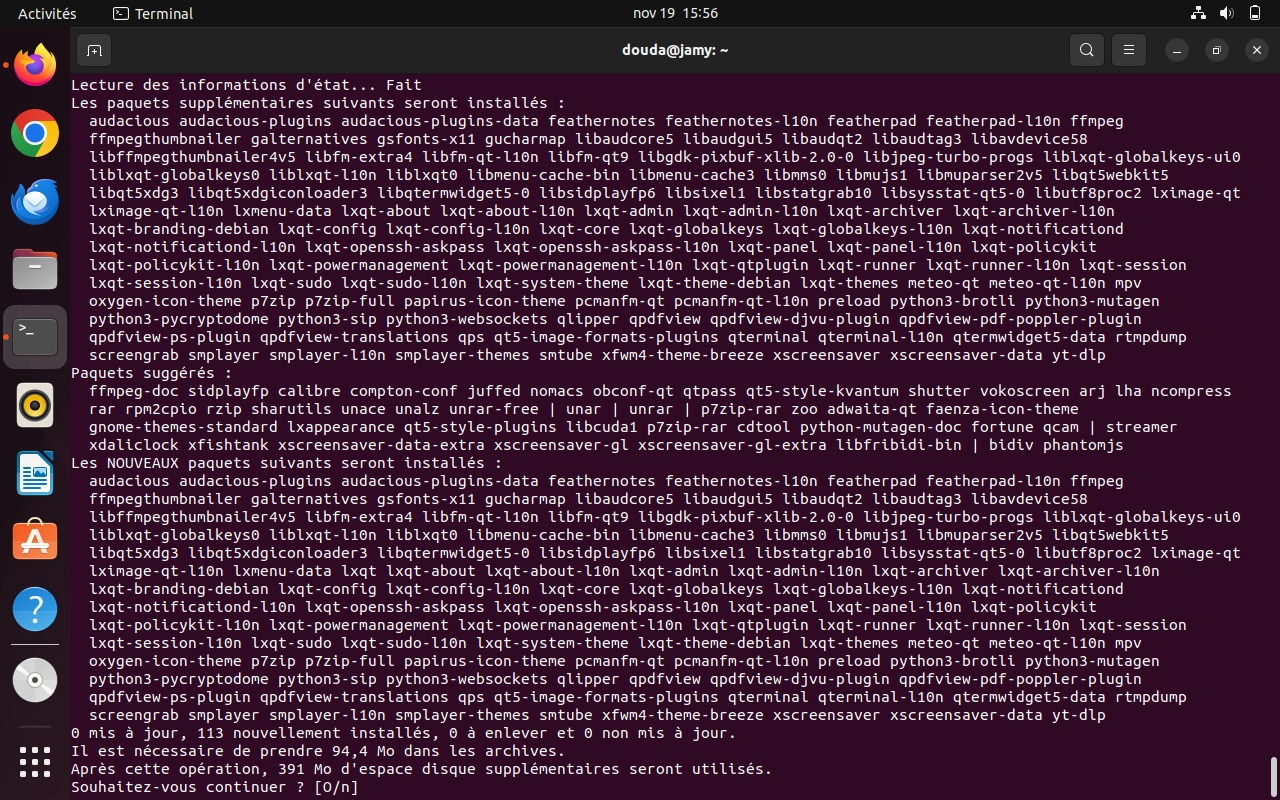 Activités
Terminal
nov 19 15:56
douda@jamy: ~
Lecture des informations d'état... Fait
Les paquets supplémentaires suivants seront installés :
audacious audacious-plugins audacious-plugins-data feathernotes feathernotes-l10n featherpad featherpad-l10n ffmpeg
ffmpegthumbnailer galternatives gsfonts-x11 gucharmap libaudcore5 libaudgui5 libaudqt2 libaudtag3 libavdevice58
libffmpegthumbnailer4v5 libfm-extra4 libfm-qt-l10n libfm-qt9 libgdk-pixbuf-xlib-2.0-0 libjpeg-turbo-progs liblxqt-globalkeys-ui0
liblxqt-globalkeys0 liblxqt-l10n liblxqt0 libmenu-cache-bin libmenu-cache3 libmms0 libmujs1 libmuparser2v5 libqt5webkit5
libqt5xdg3 libqt5xdgiconloader3 libqtermwidget5-0 libsidplayfp6 libsixel1 libstatgrab10 libsysstat-qt5-0 libutf8proc2 lximage-qt
lximage-qt-l10n lxmenu-data lxqt-about lxqt-about-l10n lxqt-admin lxqt-admin-l10n lxqt-archiver lxqt-archiver-l10n
lxqt-branding-debian lxqt-config lxqt-config-l10n lxqt-core lxqt-globalkeys lxqt-globalkeys-l10n lxqt-notificationd
lxqt-notificationd-l10n lxqt-openssh-askpass lxqt-openssh-askpass-l10n lxqt-panel lxqt-panel-l10n lxqt-policykit
lxqt-policykit-l10n lxqt-powermanagement lxqt-powermanagement-l10n lxqt-qtplugin lxqt-runner lxqt-runner-l10n lxqt-session
lxqt-session-l10n lxqt-sudo lxqt-sudo-l10n lxqt-system-theme lxqt-theme-debian lxqt-themes meteo-qt meteo-qt-l10n mpv
oxygen-icon-theme p7zip p7zip-full papirus-icon-theme pcmanfm-qt pcmanfm-qt-l10n preload python3-brotli python3-mutagen
python3-pycryptodome python3-sip python3-websockets qlipper qpdfview qpdfview-djvu-plugin qpdfview-pdf-poppler-plugin
qpdfview-ps-plugin qpdfview-translations qps qt5-image-formats-plugins qterminal qterminal-l10n qtermwidget5-data rtmpdump
screengrab smplayer smplayer-l10n smplayer-themes smtube xfwm4-theme-breeze xscreensaver xscreensaver-data yt-dlp
Paquets suggérés :
ffmpeg-doc sidplayfp calibre compton-conf juffed nomacs obconf-qt qtpass qt5-style-kvantum shutter vokoscreen arj lha ncompress
rar rpm2cpio rzip sharutils unace unalz unrar-free | unar | unrar | p7zip-rar zoo adwaita-qt faenza-icon-theme
gnome-themes-standard lxappearance qt5-style-plugins libcuda1 p7zip-rar cdtool python-mutagen-doc fortune qcam | streamer
xdaliclock xfishtank xscreensaver-data-extra xscreensaver-gl xscreensaver-gl-extra libfribidi-bin | bidiv phantomjs
Les NOUVEAUX paquets suivants seront installés :
audacious audacious-plugins audacious-plugins-data feathernotes feathernotes-l10n featherpad featherpad-l10n ffmpeg
ffmpegthumbnailer galternatives gsfonts-x11 gucharmap libaudcore5 libaudgui5 libaudqt2 libaudtag3 libavdevice58
libffmpegthumbnailer4v5 libfm-extra4 libfm-qt-l10n libfm-qt9 libgdk-pixbuf-xlib-2.0-0 libjpeg-turbo-progs liblxqt-globalkeys-ui0
liblxqt-globalkeys0 liblxqt-l10n liblxqt0 libmenu-cache-bin libmenu-cache3 libmms0 libmujs1 libmuparser2v5 libqt5webkit5
libqt5xdg3 libqt5xdgiconloader3 libqtermwidget5-0 libsidplayfp6 libsixel1 libstatgrab10 libsysstat-qt5-0 libutf8proc2 lximage-qt
lximage-qt-l10n lxmenu-data lxqt lxqt-about lxqt-about-l10n lxqt-admin lxqt-admin-l10n lxqt-archiver lxqt-archiver-l10n
lxqt-branding-debian lxqt-config lxqt-config-l10n lxqt-core lxqt-globalkeys lxqt-globalkeys-l10n lxqt-notificationd
lxqt-notificationd-l10n lxqt-openssh-askpass lxqt-openssh-askpass-l10n lxqt-panel lxqt-panel-l10n lxqt-policykit
lxqt-policykit-l10n lxqt-powermanagement lxqt-powermanagement-l10n lxqt-qtplugin lxqt-runner lxqt-runner-l10n lxqt-session
lxqt-session-l10n lxqt-sudo lxqt-sudo-l10n lxqt-system-theme lxqt-theme-debian lxqt-themes meteo-qt meteo-qt-l10n mpv
oxygen-icon-theme p7zip p7zip-full papirus-icon-theme pcmanfm-qt pcmanfm-qt-l10n preload python3-brotli python3-mutagen
python3-pycryptodome python3-sip python3-websockets qlipper qpdfview qpdfview-djvu-plugin qpdfview-pdf-poppler-plugin
qpdfview-ps-plugin qpdfview-translations qps qt5-image-formats-plugins qterminal qterminal-l10n qtermwidget5-data rtmpdump
screengrab smplayer smplayer-l10n smplayer-themes smtube xfwm4-theme-breeze xscreensaver xscreensaver-data yt-dlp
0 mis à jour, 113 nouvellement installés, 0 à enlever et 0 non mis à jour.
Il est nécessaire de prendre 94,4 Mo dans les archives.
Après cette opération, 391 Mo d'espace disque supplémentaires seront utilisés.
Souhaitez-vous continuer ? [O/n]